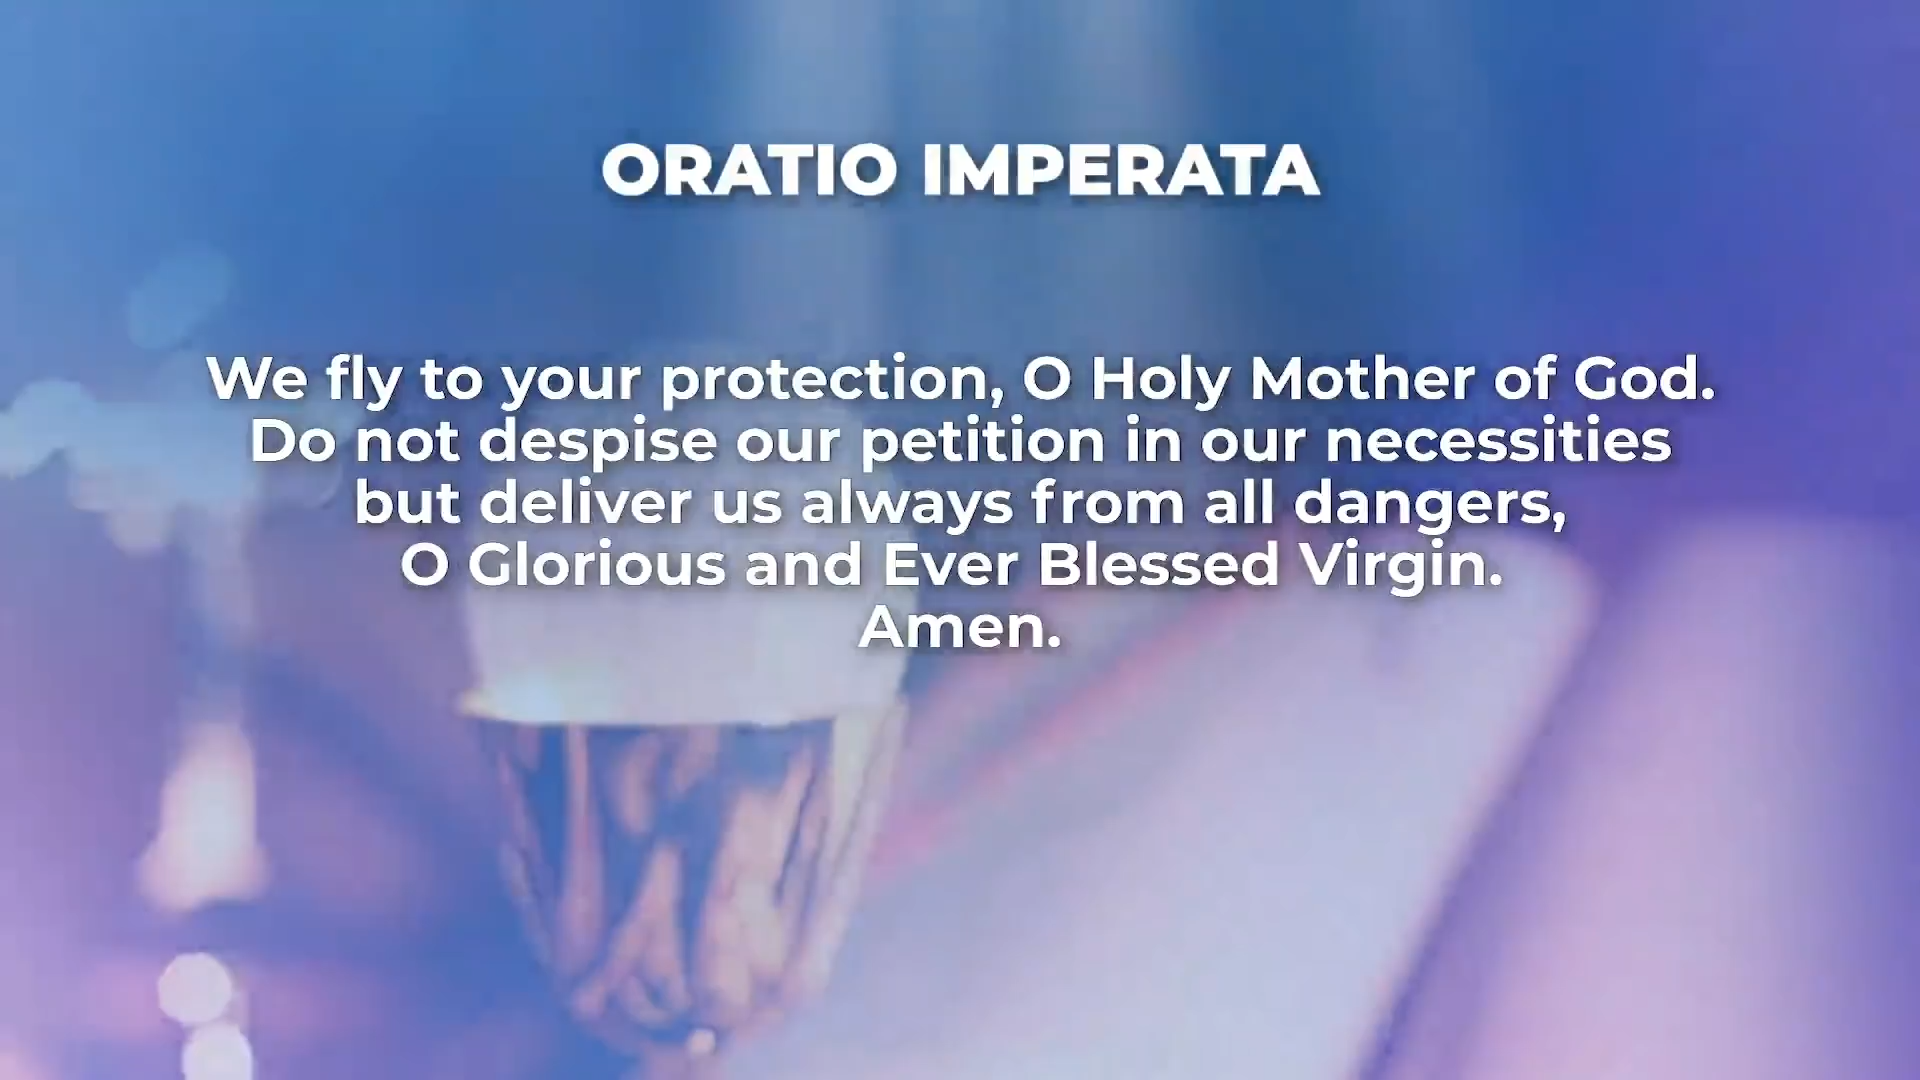 ORATIO IMPERATA
We fly to your protection, O Holy Mother of God.
Do not despise our petition in our necessities
but deliver us always from all dangers,
O Glorious and Ever Blessed Virgin.
Amen.